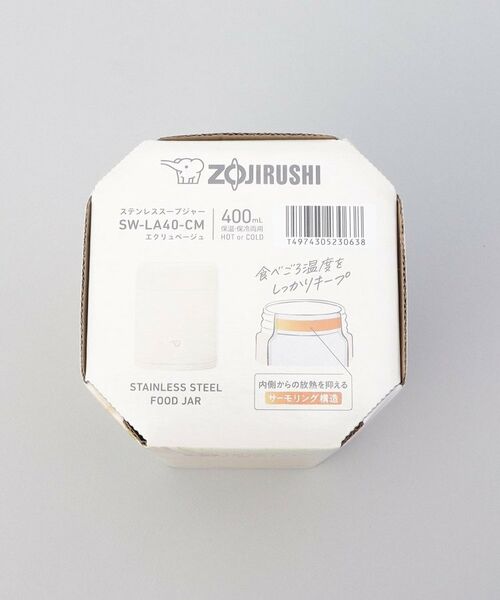 ZOJIRUSHI
ステンレススープジャー
SW-LA40-CM
エクリュベージュ
400mL
保温・保冷両用
HOT or COLD
T4974305230638
食べごろ温度を
しっかりキープ
STAINLESS STEEL
FOOD JAR
内側からの放熱を抑える
サーモリング構造